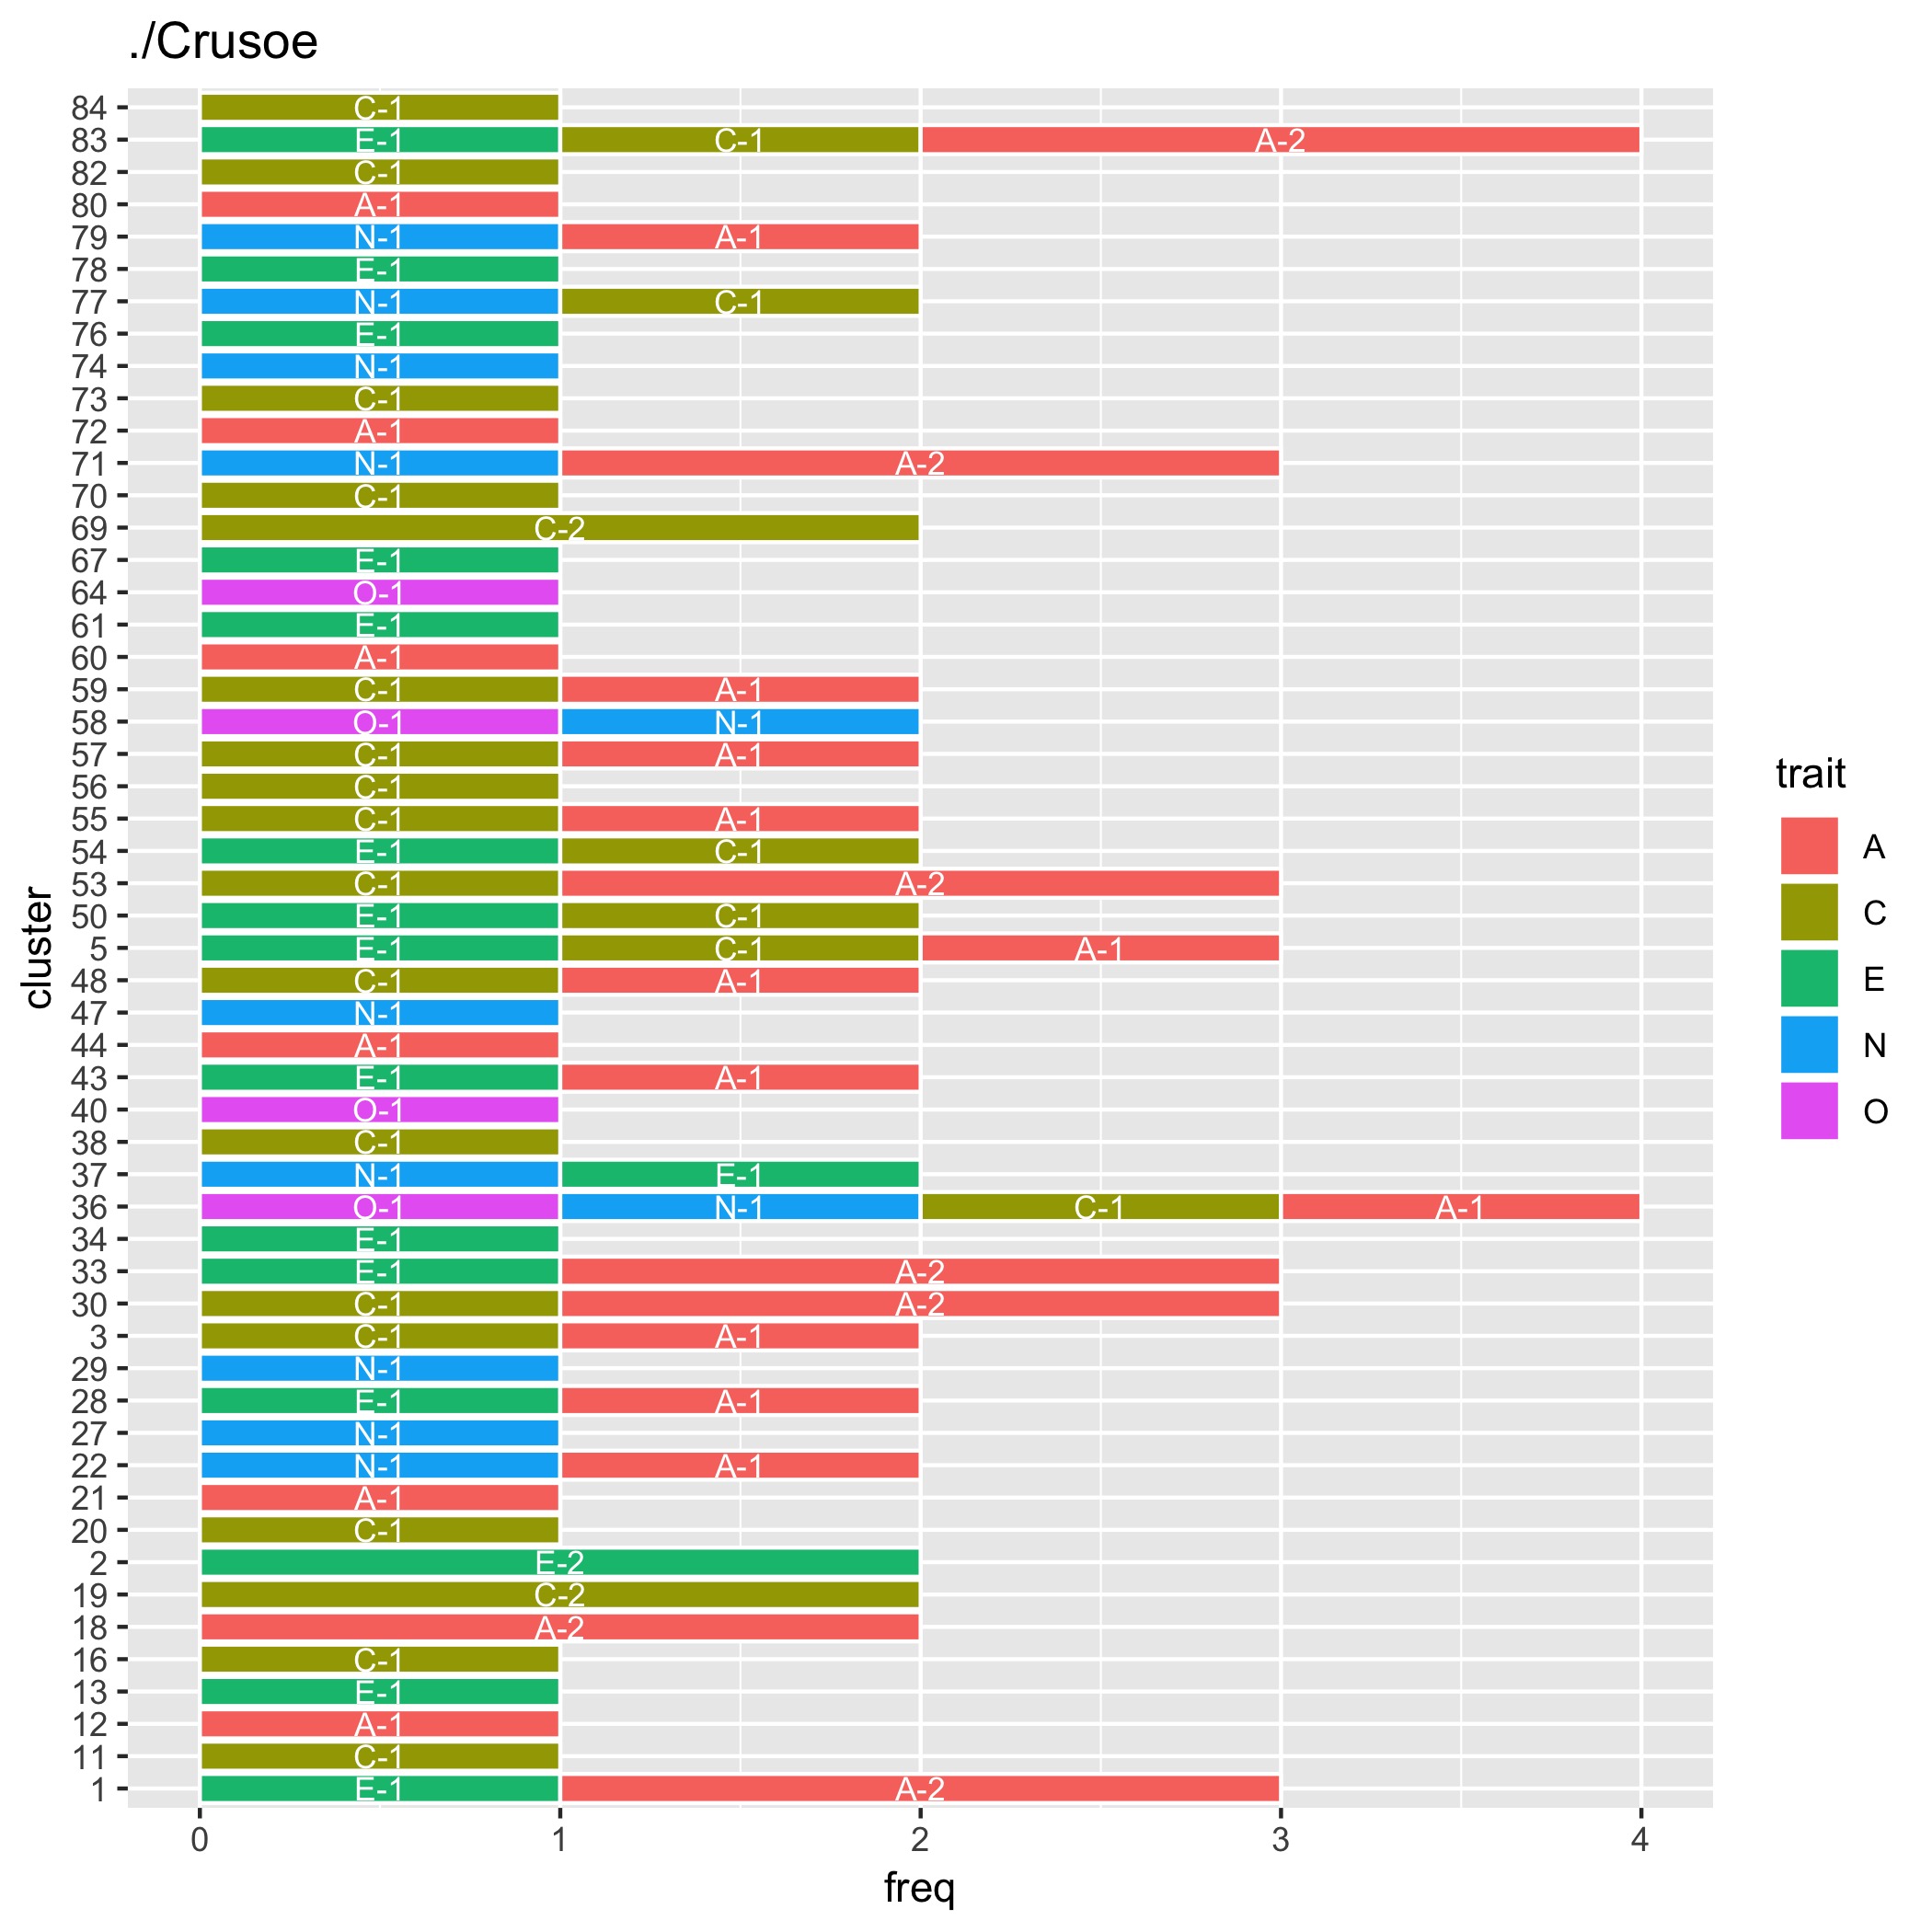 ./Crusoe
84 C-1
83 E-1 C-1 A-2
82 C-1
80 A-1
79 N-1 A-1
78 E-1
77 N-1 C-1
76 E-1
74 N-1
73 C-1
72 A-1
71 N-1 A-2
70 C-1
69 C-2
67 E-1
64 O-1
61 E-1
60 A-1
59 C-1 A-1
58 O-1 N-1
57 C-1 A-1
56 C-1
55 C-1 A-1
54 E-1 C-1
53 C-1 A-2
50 E-1 C-1
5 E-1 C-1 A-1
48 C-1 A-1
47 N-1
44 A-1
43 E-1 A-1
40 O-1
38 C-1
37 N-1 E-1
36 O-1 N-1 C-1 A-1
34 E-1
33 E-1 A-2
30 C-1 A-2
3 C-1 A-1
29 N-1
28 E-1 A-1
27 N-1
22 N-1 A-1
21 A-1
20 C-1
2 E-2
19 C-2
18 A-2
16 C-1
13 E-1
12 A-1
11 C-1
1 E-1 A-2
0 1 2 3 4
freq
cluster
trait
A
C
E
N
O